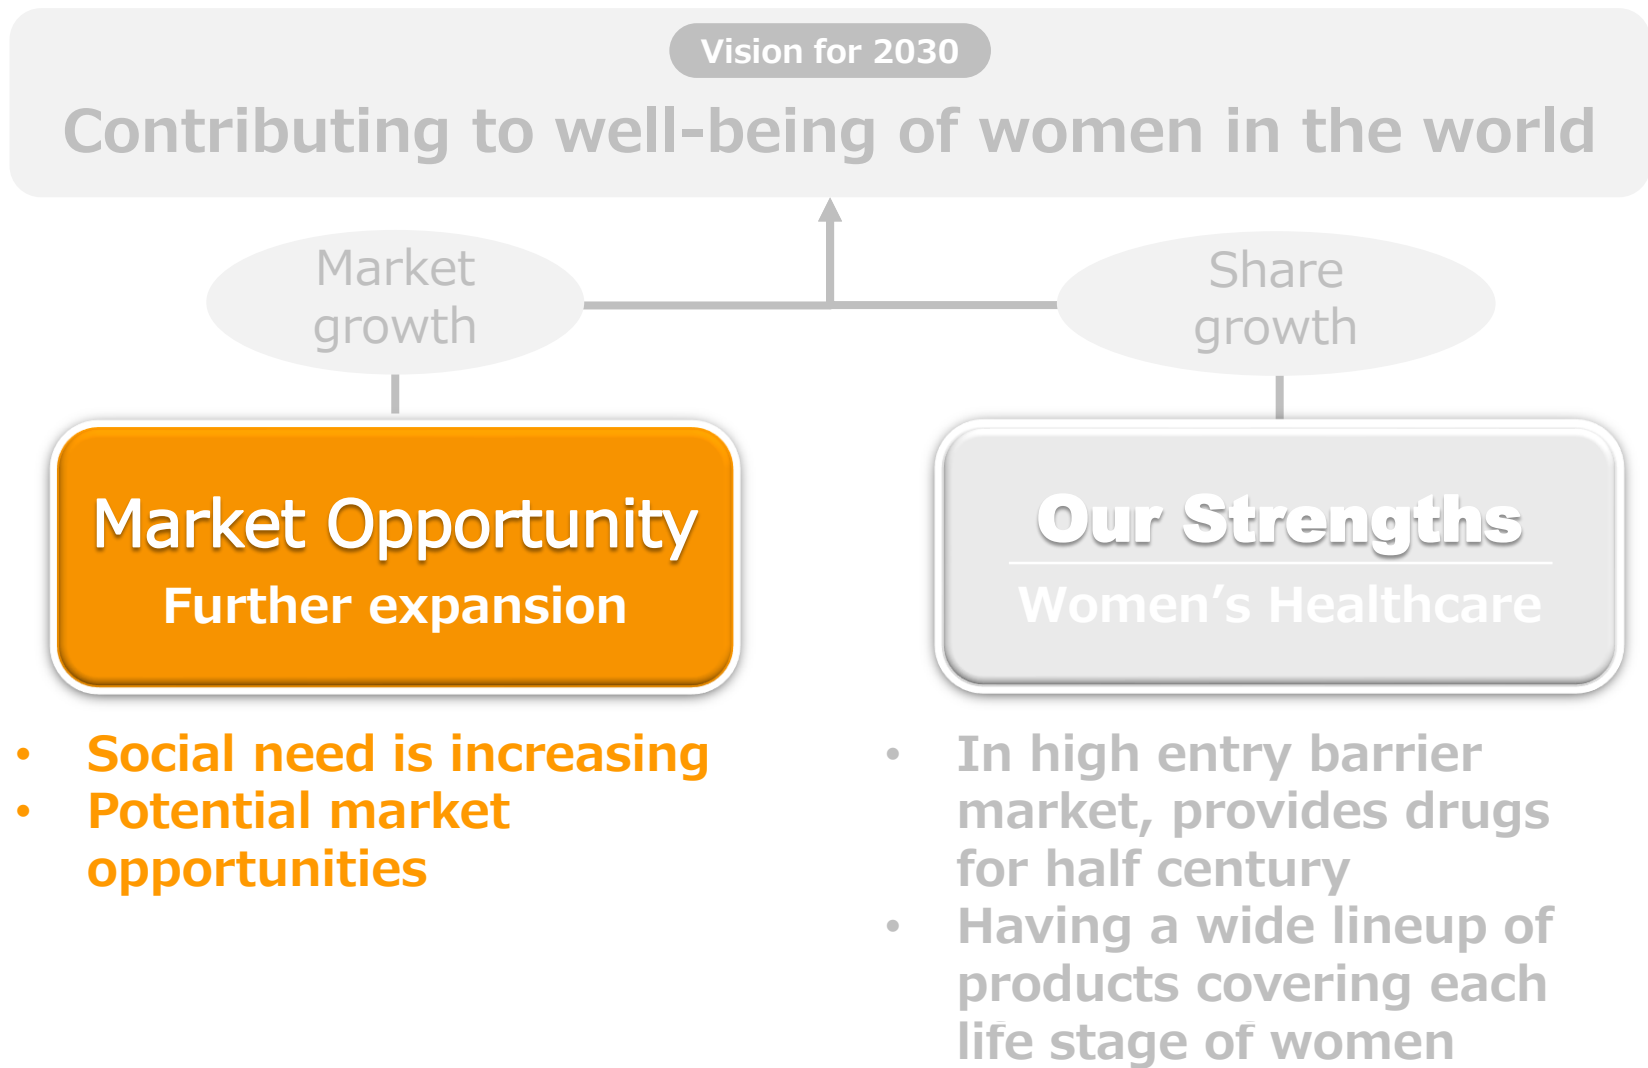 Vision for 2030
Contributing to well-being of women in the world
Market
growth
Share
growth
Market Opportunity
Further expansion
Our Strengths
Women’s Healthcare
• Social need is increasing
• Potential market
opportunities
• In high entry barrier
market, provides drugs
for half century
• Having a wide lineup of
products covering each
life stage of women